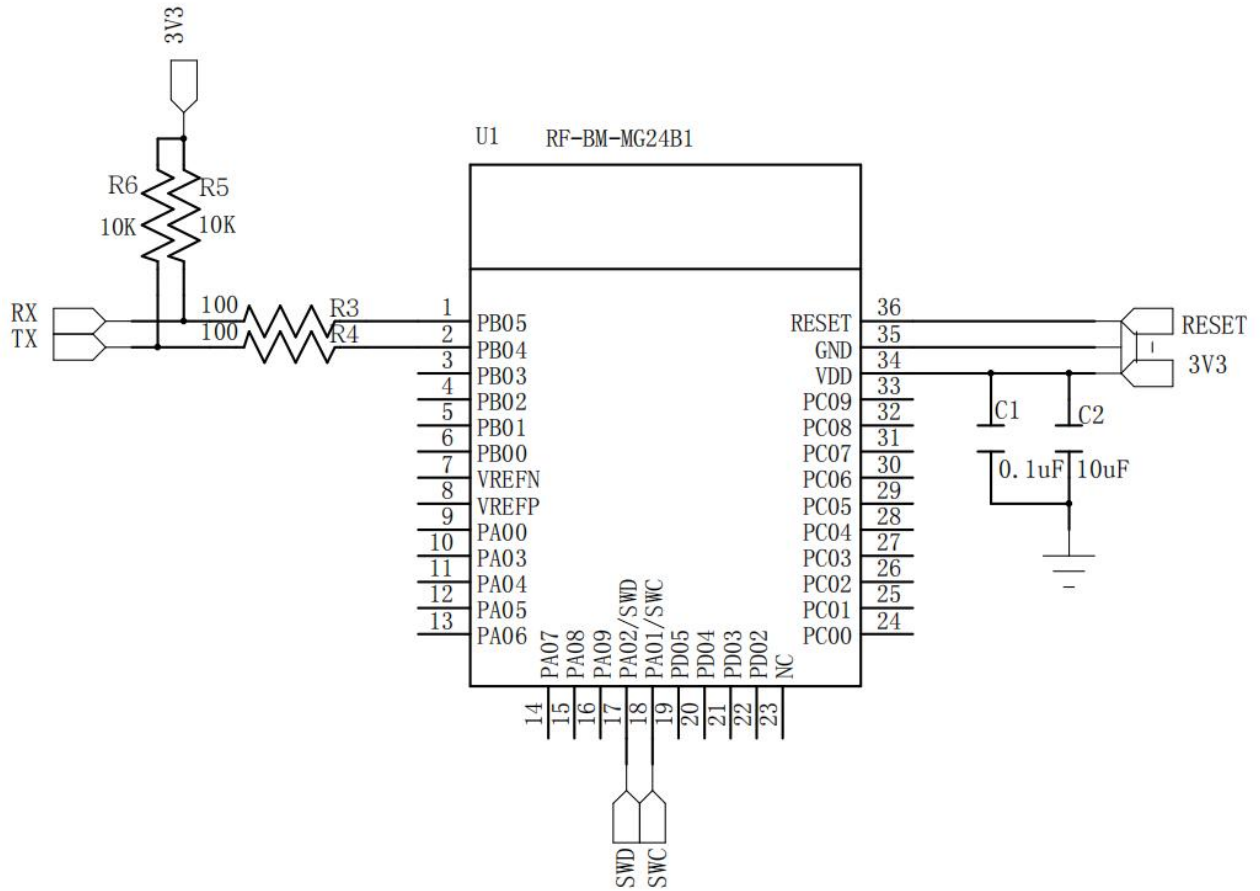 3V3
U1 RF-BM-MG24B1
R6 R5
10K 10K
RX 100 R3 1 PB05 RESET 36 RESET
TX 100 R4 2 PB04 GND 35
3 PB03 VDD 34 3V3
4 PB02 PC09 33
5 PB01 PC08 32 C1 C2
6 PB00 PC07 31
7 VREFN PC06 30 0.1uF 10uF
8 VREFP PC05 29
9 PA00 PC04 28
10 PA03 PC03 27
11 PA04 PC02 26
12 PA05 PC01 25
13 PA06 PC00 24
PA07 PA08 PA09 PA02/SWD PA01/SWC PD05 PD04 PD03 PD02 NC
14 15 16 17 18 19 20 21 22 23
SWD SWC